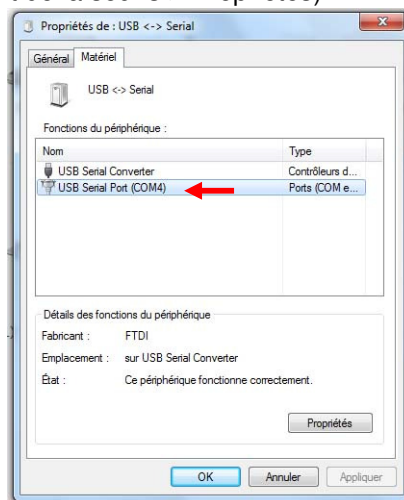 Propriétés de : USB <-> Serial
Général Matériel
USB <-> Serial
Fonctions du périphérique :
Nom Type
USB Serial Converter Contrôleurs d...
USB Serial Port (COM4) Ports (COM e...
Détails des fonctions du périphérique
Fabricant : FTDI
Emplacement : sur USB Serial Converter
État : Ce périphérique fonctionne correctement.
Propriétés
OK Annuler Appliquer